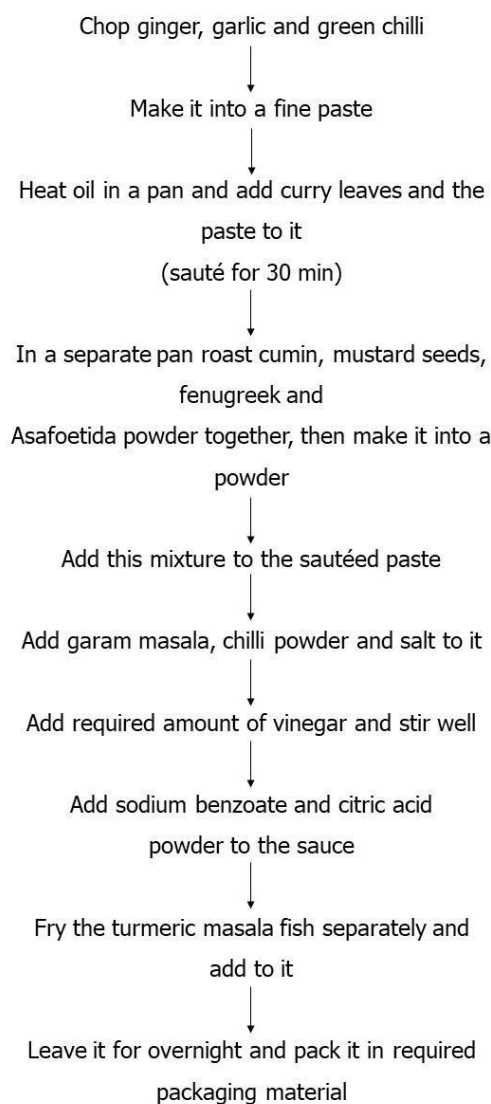 Chop ginger, garlic and green chilli
Make it into a fine paste
Heat oil in a pan and add curry leaves and the
paste to it
(sauté for 30 min)
In a separate pan roast cumin, mustard seeds,
fenugreek and
Asafoetida powder together, then make it into a
powder
Add this mixture to the sautéed paste
Add garam masala, chilli powder and salt to it
Add required amount of vinegar and stir well
Add sodium benzoate and citric acid
powder to the sauce
Fry the turmeric masala fish separately and
add to it
Leave it for overnight and pack it in required
packaging material